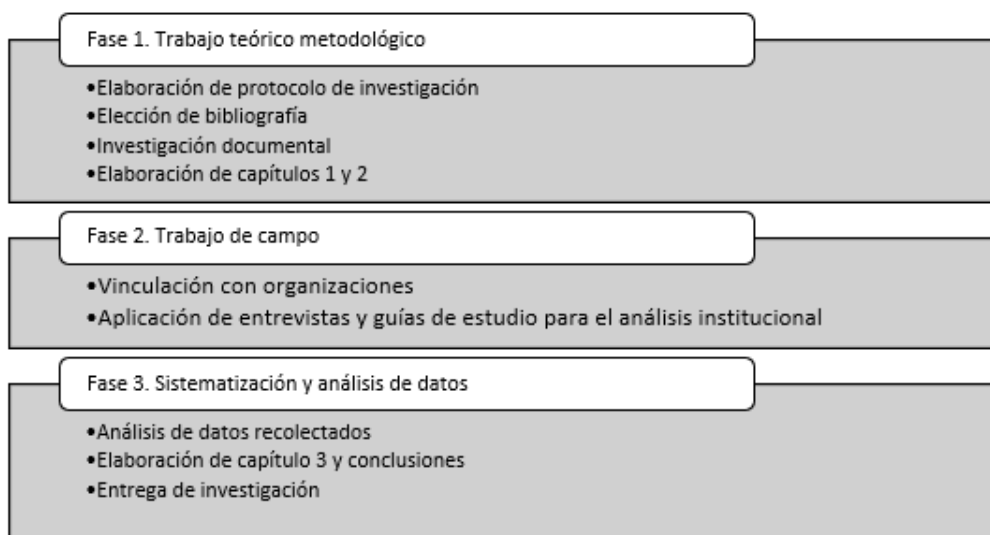 Fase 1. Trabajo teórico metodológico
•Elaboración de protocolo de investigación
•Elección de bibliografía
•Investigación documental
•Elaboración de capítulos 1 y 2
Fase 2. Trabajo de campo
•Vinculación con organizaciones
•Aplicación de entrevistas y guías de estudio para el análisis institucional
Fase 3. Sistematización y análisis de datos
•Análisis de datos recolectados
•Elaboración de capítulo 3 y conclusiones
•Entrega de investigación